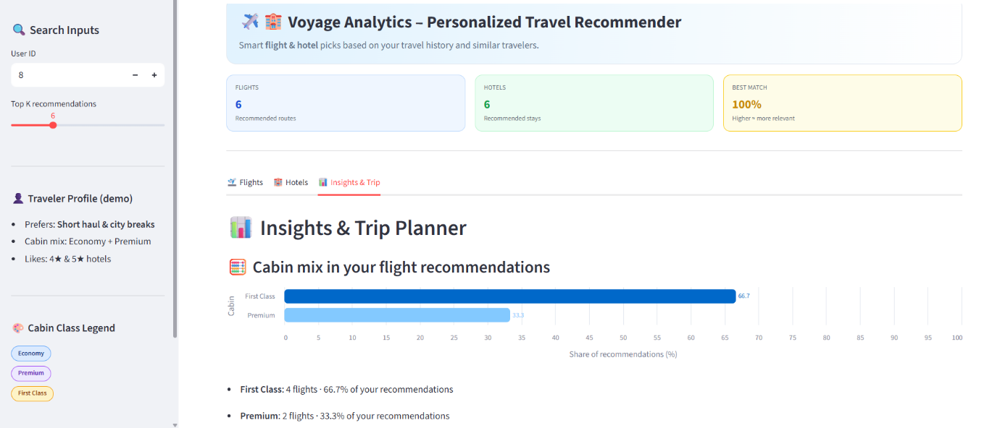 Search Inputs
User ID
8
Top K recommendations
6
Traveler Profile (demo)
Prefers: Short haul & city breaks
Cabin mix: Economy + Premium
Likes: 4★ & 5★ hotels
Cabin Class Legend
Economy
Premium
First Class
Voyage Analytics – Personalized Travel Recommender
Smart flight & hotel picks based on your travel history and similar travelers.
FLIGHTS
6
Recommended routes
HOTELS
6
Recommended stays
BEST MATCH
100%
Higher ≈ more relevant
Flights Hotels Insights & Trip
Insights & Trip Planner
Cabin mix in your flight recommendations
Cabin
First Class 66.7
Premium 33.3
0 5 10 15 20 25 30 35 40 45 50 55 60 65 70 75 80 85 90 95 100
Share of recommendations (%)
First Class: 4 flights · 66.7% of your recommendations
Premium: 2 flights · 33.3% of your recommendations